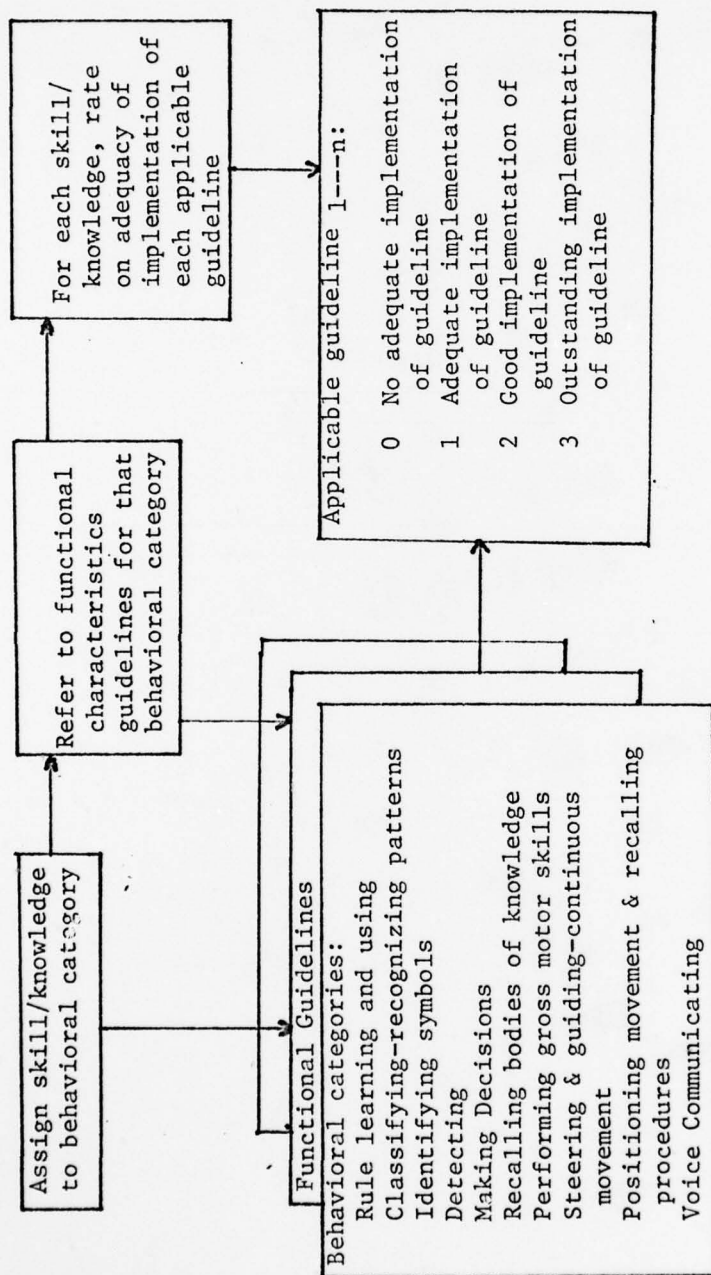 Assign skill/knowledge
to behavioral category
Refer to functional
characteristics
guidelines for that
behavioral category
For each skill/
knowledge, rate
on adequacy of
implementation of
each applicable
guideline
Functional Guidelines
Behavioral categories:
Rule learning and using
Classifying-recognizing patterns
Identifying symbols
Detecting
Making Decisions
Recalling bodies of knowledge
Performing gross motor skills
Steering & guiding-continuous
movement
Positioning movement & recalling
procedures
Voice Communicating
Applicable guideline 1---n:
0 No adequate implementation
of guideline
1 Adequate implementation
of guideline
2 Good implementation of
guideline
3 Outstanding implementation
of guideline